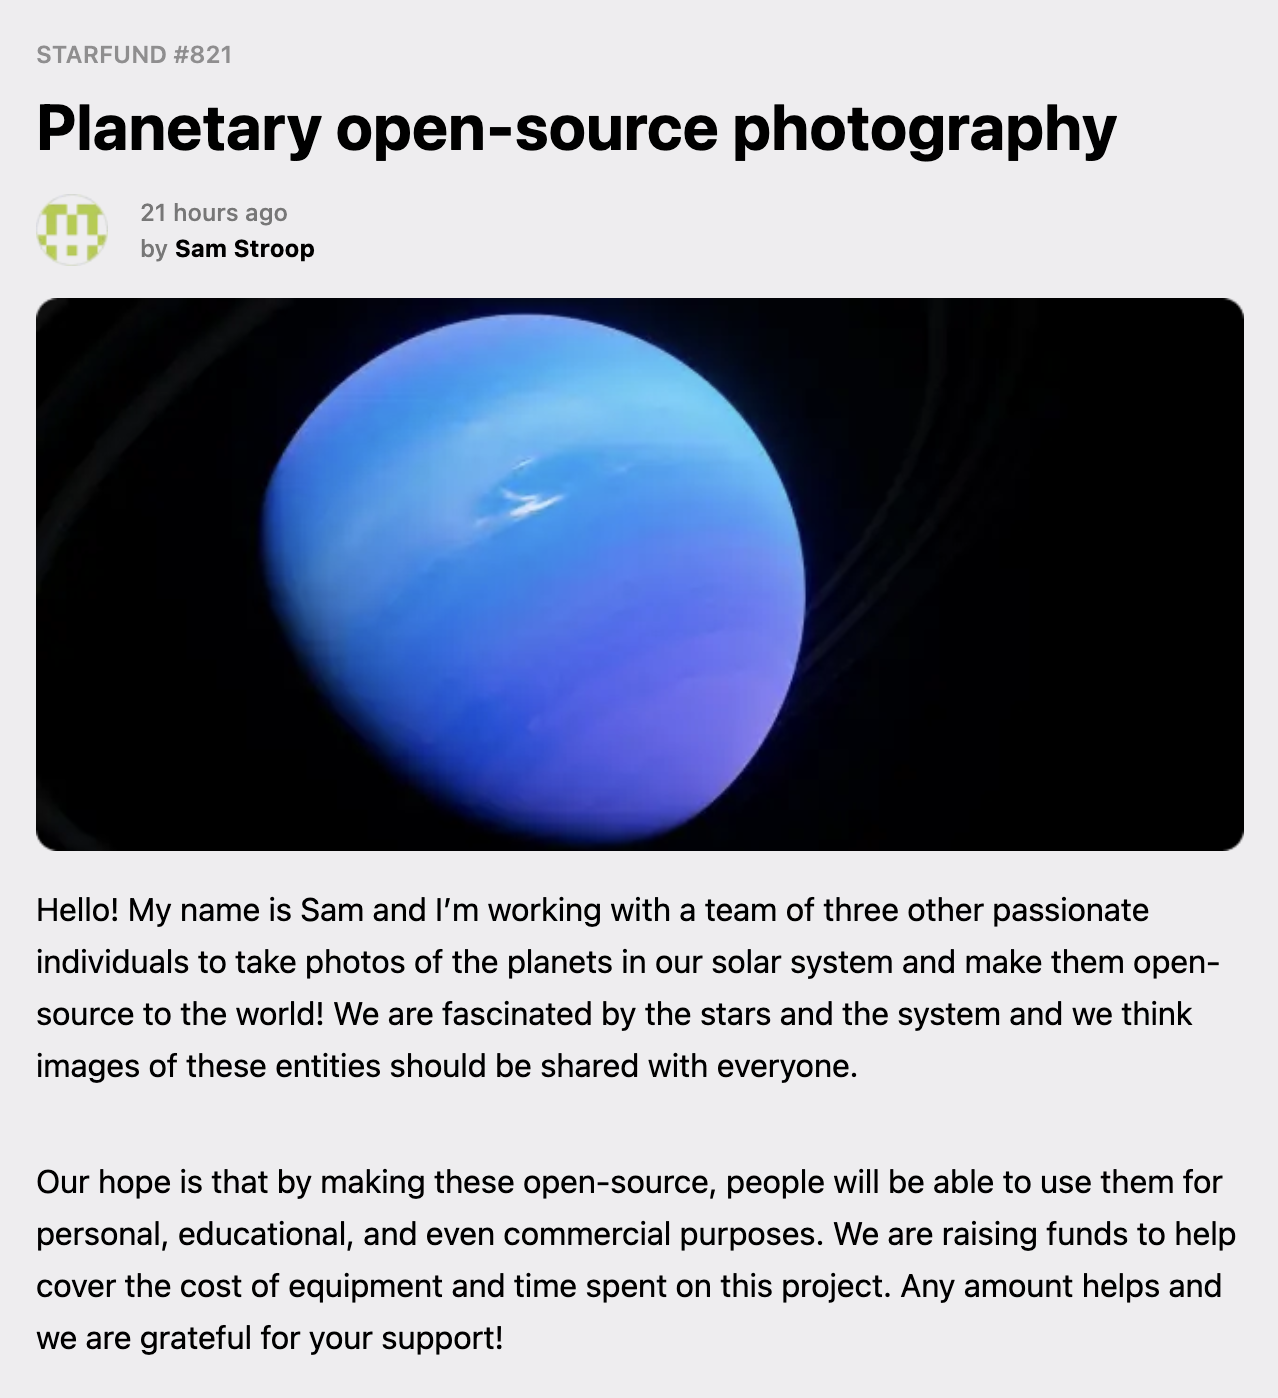 STARFUND #821
Planetary open-source photography
21 hours ago
by Sam Stroop
Hello! My name is Sam and I’m working with a team of three other passionate
individuals to take photos of the planets in our solar system and make them open-
source to the world! We are fascinated by the stars and the system and we think
images of these entities should be shared with everyone.
Our hope is that by making these open-source, people will be able to use them for
personal, educational, and even commercial purposes. We are raising funds to help
cover the cost of equipment and time spent on this project. Any amount helps and
we are grateful for your support!